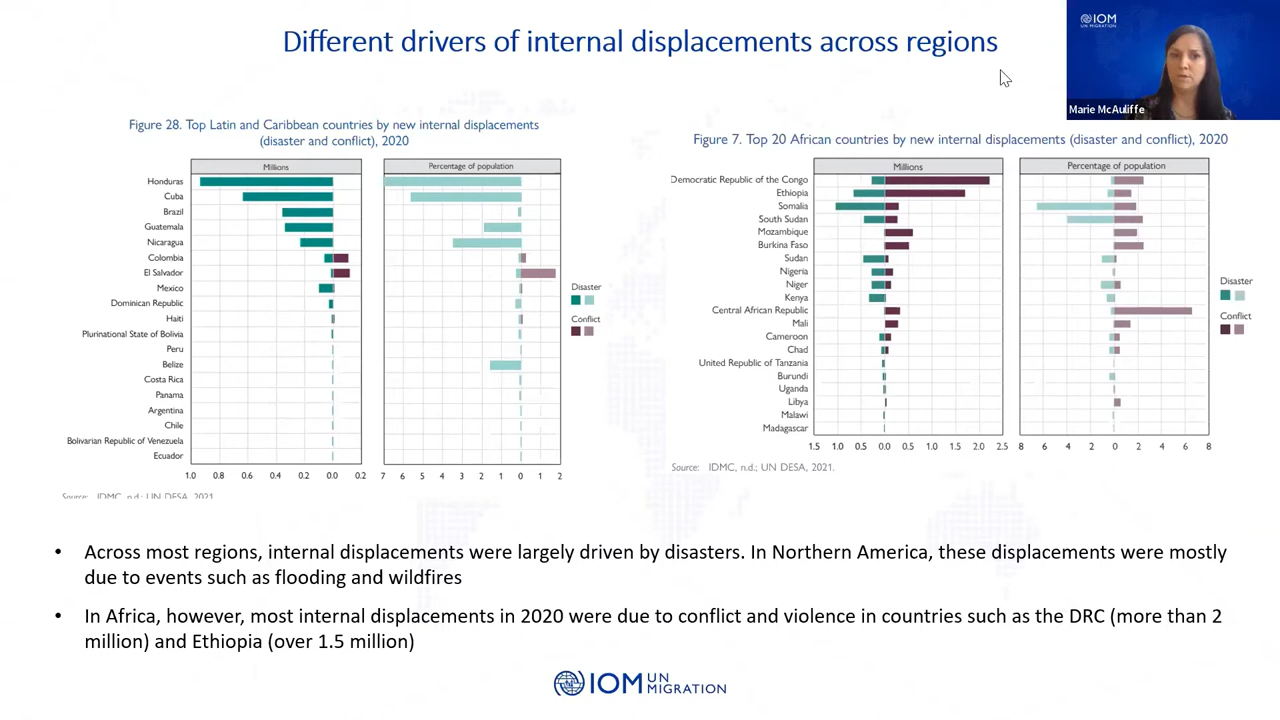 Different drivers of internal displacements across regions
IOM
UN MIGRATION
Marie McAuliffe
Figure 28. Top Latin and Caribbean countries by new internal displacements
(disaster and conflict), 2020
Millions
Percentage of population
Honduras
Cuba
Brazil
Guatemala
Nicaragua
Colombia
El Salvador
Mexico
Dominican Republic
Haiti
Plurinational State of Bolivia
Peru
Belize
Costa Rica
Panama
Argentina
Chile
Bolivarian Republic of Venezuela
Ecuador
1.0 0.8 0.6 0.4 0.2 0.0 0.2
7 6 5 4 3 2 1 0 1 2
Disaster
Conflict
Source: IDMC, n.d.; UN DESA, 2021.
Figure 7. Top 20 African countries by new internal displacements (disaster and conflict), 2020
Millions
Percentage of population
Democratic Republic of the Congo
Ethiopia
Somalia
South Sudan
Mozambique
Burkina Faso
Sudan
Nigeria
Niger
Kenya
Central African Republic
Mali
Cameroon
Chad
United Republic of Tanzania
Burundi
Uganda
Libya
Malawi
Madagascar
1.5 1.0 0.5 0.0 0.5 1.0 1.5 2.0 2.5
8 6 4 2 0 2 4 6 8
Disaster
Conflict
Source: IDMC, n.d.; UN DESA, 2021.
• Across most regions, internal displacements were largely driven by disasters. In Northern America, these displacements were mostly
due to events such as flooding and wildfires
• In Africa, however, most internal displacements in 2020 were due to conflict and violence in countries such as the DRC (more than 2
million) and Ethiopia (over 1.5 million)
IOM UN
MIGRATION